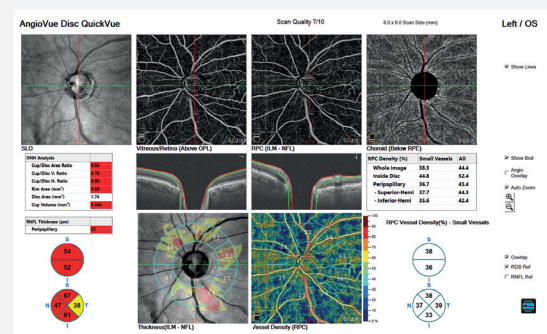 AngioVue Disc QuickVue
Scan Quality 7/10
6.0 x 6.0 Scan Size (mm)
Left / OS
Show Lines
SLO
Vitreous/Retina (Above OPL)
RPC (ILM - NFL)
Choroid (Below RPE)
ONH Analysis
Cup/Disc Area Ratio
Cup/Disc V. Ratio
Cup/Disc H. Ratio
Rim Area (mm²)
Disc Area (mm²) 1.74
Cup Volume (mm³)
RPC Density (%) Small Vessels All
Whole Image 38.3 44.4
Inside Disc 44.8 52.4
Peripapillary 36.7 43.4
- Superior-Hemi 37.7 44.3
- Inferior-Hemi 35.6 42.4
Show Bnd
Angio Overlay
Auto Zoom
RNFL Thickness (µm)
Peripapillary 53
S
54
52
I
S
67
N 47 38 T
61
I
Thickness(ILM - NFL)
Vessel Density (RPC)
RPC Vessel Density(%) - Small Vessels
S
38
36
I
S
38
N 37 39 T
33
I
Overlay
RDB Ref
RNFL Ref